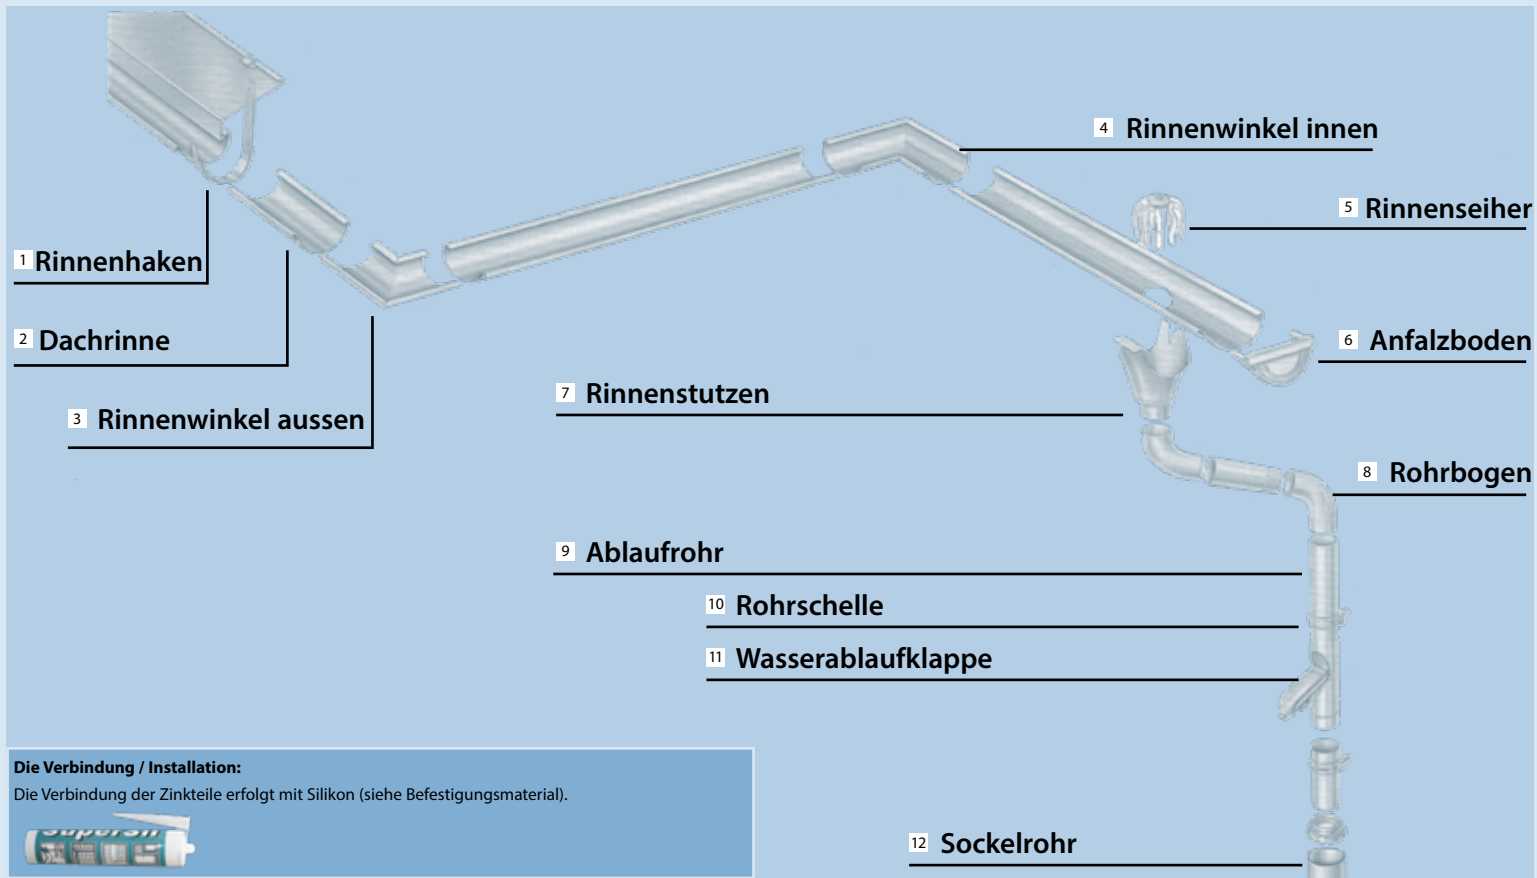 4 Rinnenwinkel innen
5 Rinnenseiher
1 Rinnenhaken
2 Dachrinne
6 Anfalzboden
7 Rinnenstutzen
3 Rinnenwinkel aussen
8 Rohrbogen
9 Ablaufrohr
10 Rohrschelle
11 Wasserablaufklappe
Die Verbindung / Installation:
Die Verbindung der Zinkteile erfolgt mit Silikon (siehe Befestigungsmaterial).
SuperSil
12 Sockelrohr